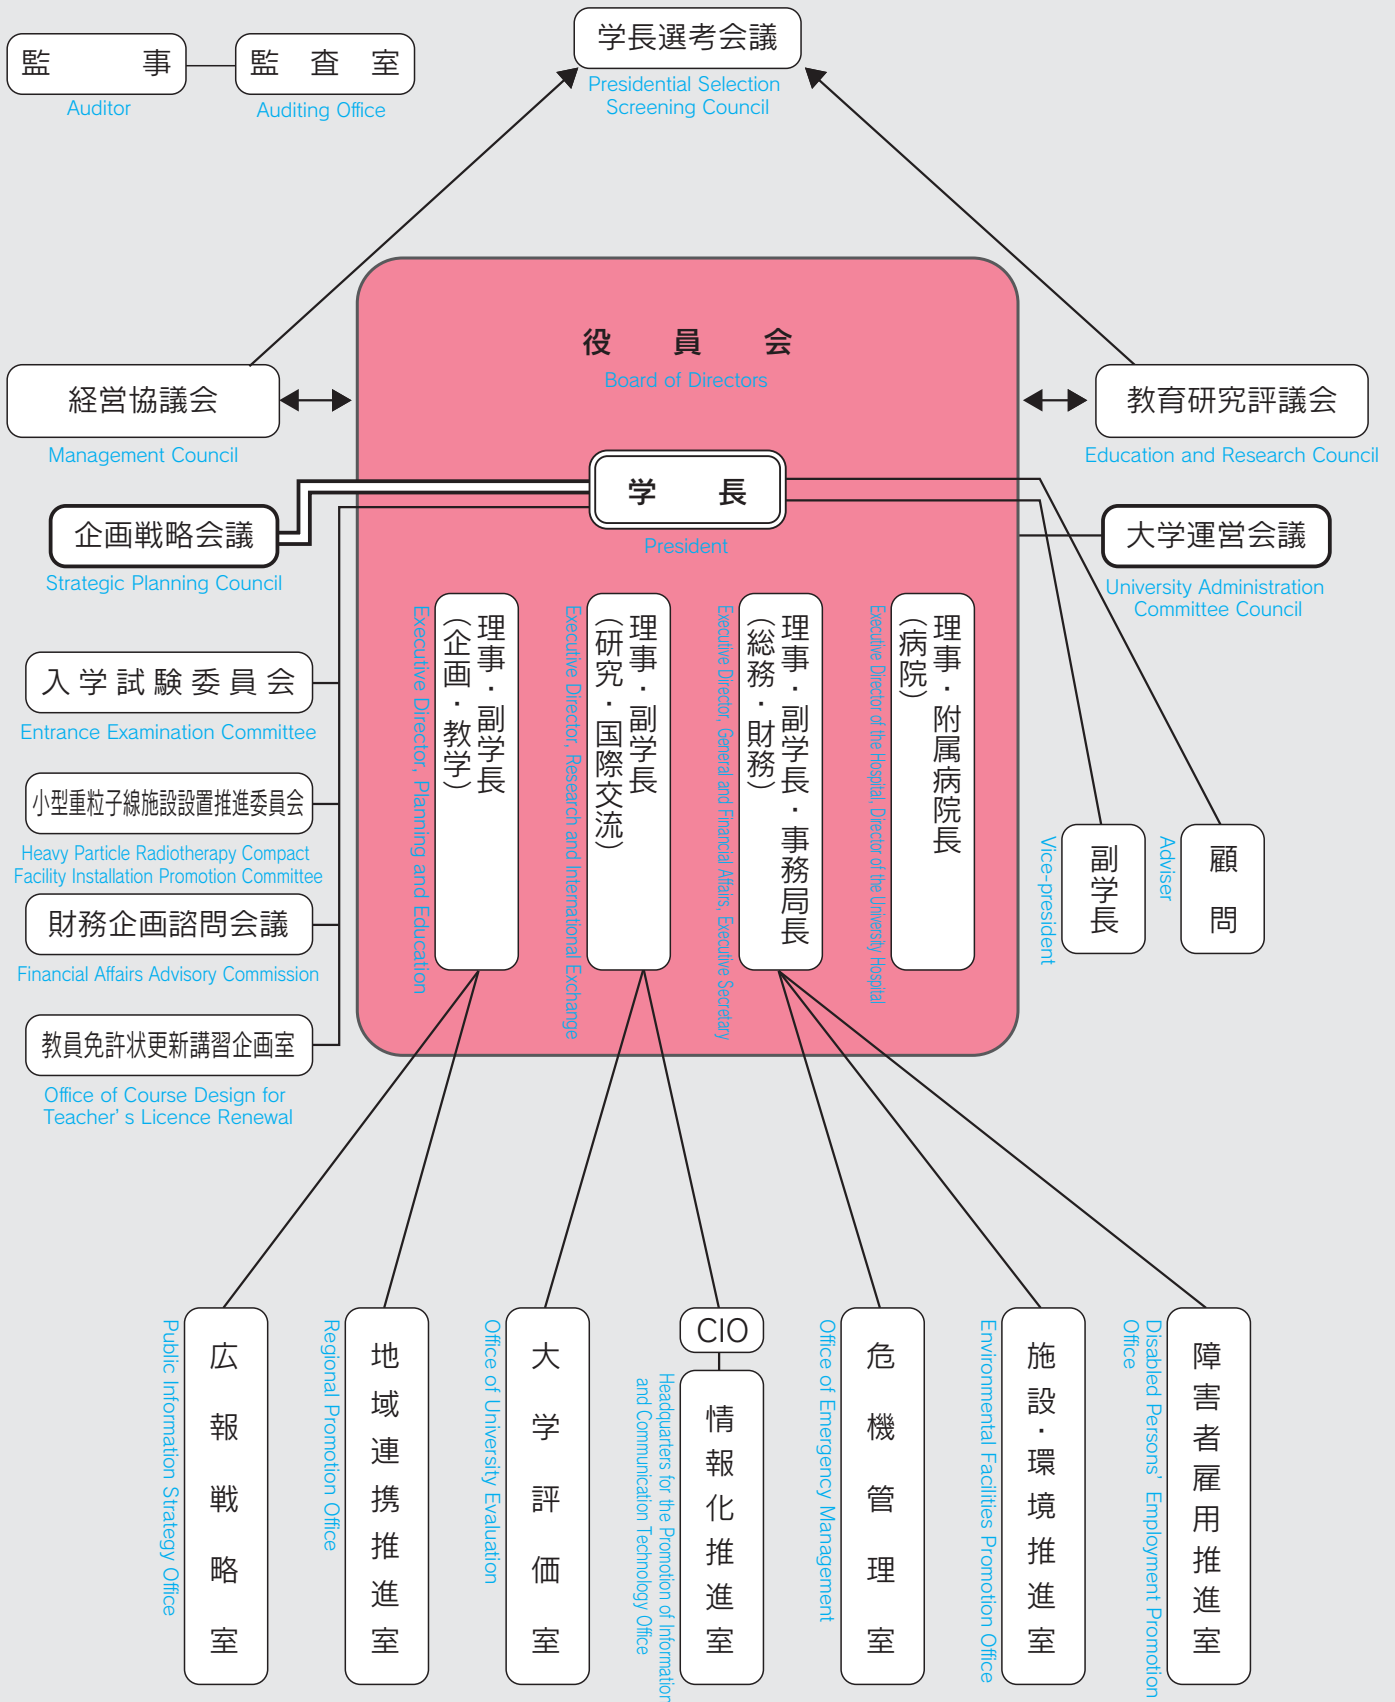 監事
Auditor
監査室
Auditing Office
学長選考会議
Presidential Selection
Screening Council
役員会
Board of Directors
経営協議会
Management Council
教育研究評議会
Education and Research Council
学長
President
企画戦略会議
Strategic Planning Council
大学運営会議
University Administration
Committee Council
入学試験委員会
Entrance Examination Committee
小型重粒子線施設設置推進委員会
Heavy Particle Radiotherapy Compact
Facility Installation Promotion Committee
財務企画諮問会議
Financial Affairs Advisory Commission
教員免許状更新講習企画室
Office of Course Design for
Teacher's Licence Renewal
理事・副学長
(企画・教学)
Executive Director, Planning and Education
理事・副学長
(研究・国際交流)
Executive Director, Research and International Exchange
理事・副学長・事務局長
(総務・財務)
Executive Director, General and Financial Affairs, Executive Secretary
理事・附属病院長
(病院)
Executive Director of the Hospital, Director of the University Hospital
副学長
Vice-president
顧問
Adviser
広報戦略室
Public Information Strategy Office
地域連携推進室
Regional Promotion Office
大学評価室
Office of University Evaluation
CIO
情報化推進室
Headquarters for the Promotion of Information
and Communication Technology Office
危機管理室
Office of Emergency Management
施設・環境推進室
Environmental Facilities Promotion Office
障害者雇用推進室
Disabled Persons' Employment Promotion
Office